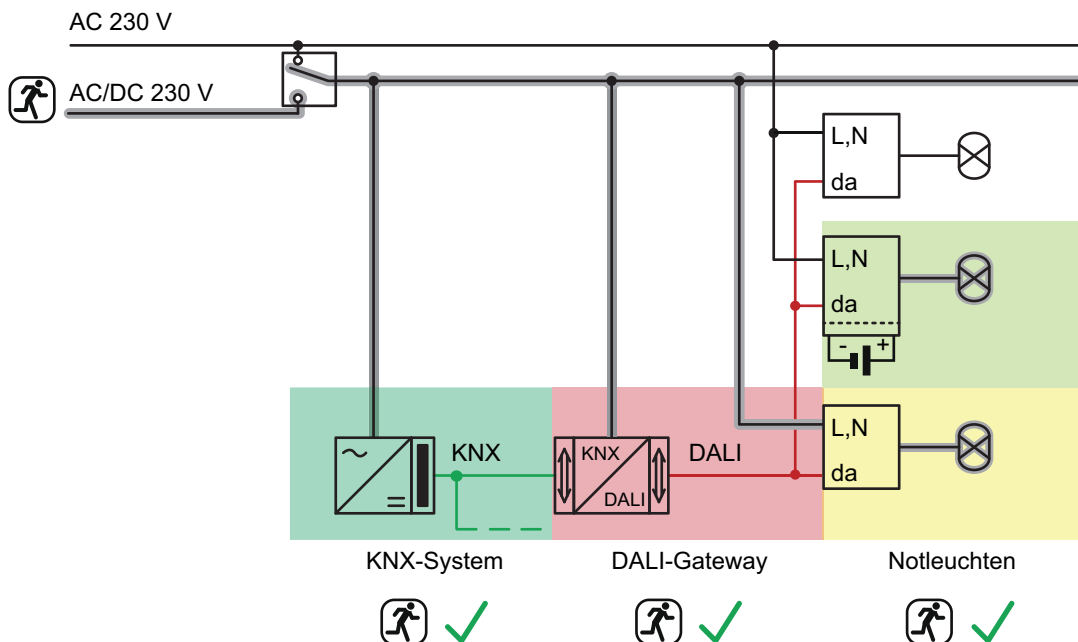 AC 230 V
AC/DC 230 V
L,N
da
L,N
da
- +
L,N
da
KNX
KNX
DALI
DALI
KNX-System
DALI-Gateway
Notleuchten